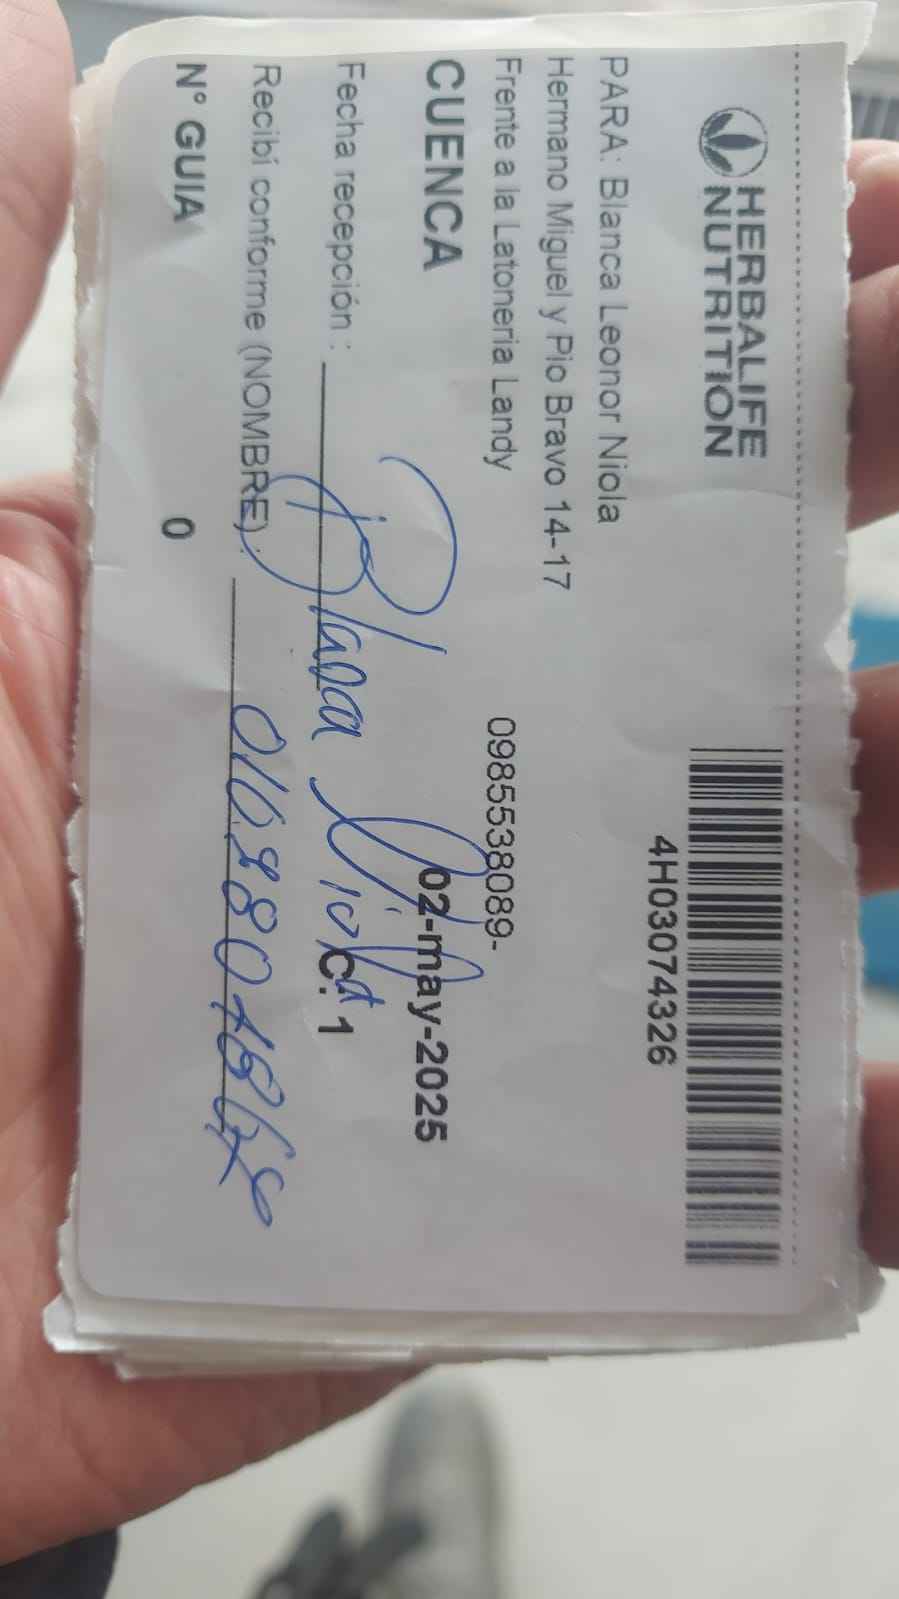 HERBALIFE
NUTRITION
4H03074326
PARA: Blanca Leonor Niola
Hermano Miguel y Pio Bravo 14-17
Frente a la Latoneria Landy
0985538089-
CUENCA
02-may-2025
Fecha recepción :
Blanca Niola
C. 1
Recibí conforme (NOMBRE):
N° GUIA
0